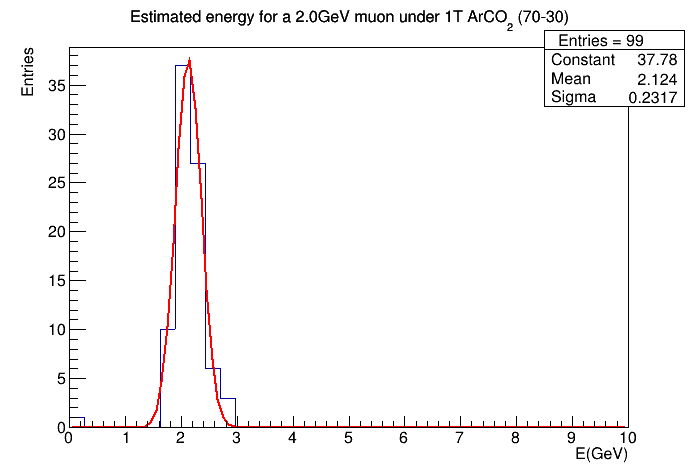 Estimated energy for a 2.0GeV muon under 1T ArCO2 (70-30)
Entries = 99
Constant 37.78
Mean 2.124
Sigma 0.2317
Entries
35
30
25
20
15
10
5
0
0 1 2 3 4 5 6 7 8 9 10
E(GeV)